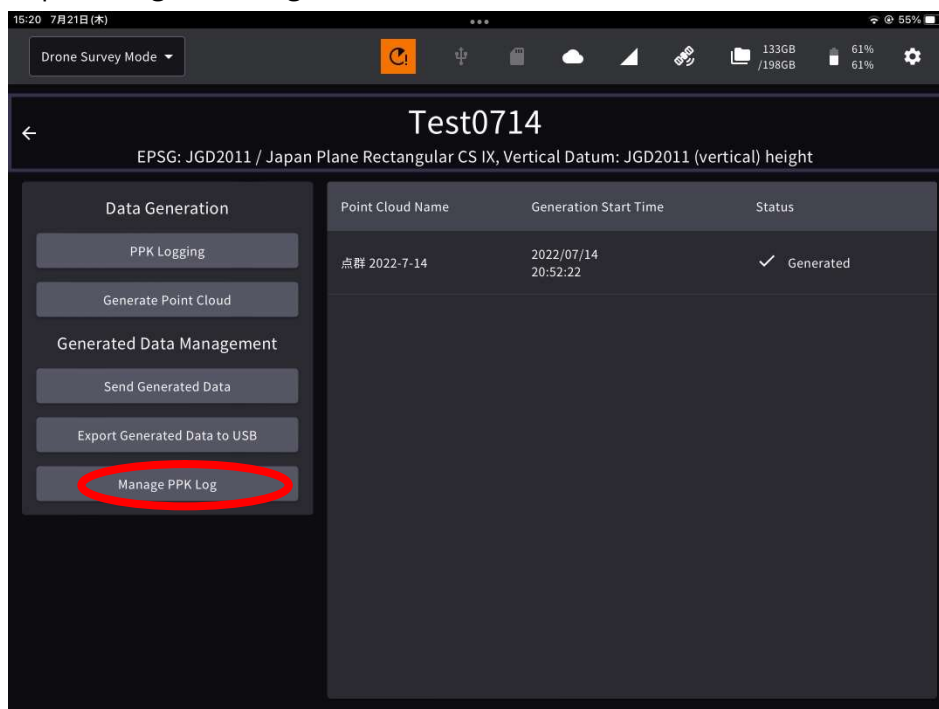 15:20 7月21日(木)
55%
Drone Survey Mode
133GB
/198GB
61%
61%
Test0714
EPSG: JGD2011 / Japan Plane Rectangular CS IX, Vertical Datum: JGD2011 (vertical) height
Data Generation
PPK Logging
Generate Point Cloud
Generated Data Management
Send Generated Data
Export Generated Data to USB
Manage PPK Log
Point Cloud Name
Generation Start Time
Status
点群 2022-7-14
2022/07/14
20:52:22
Generated